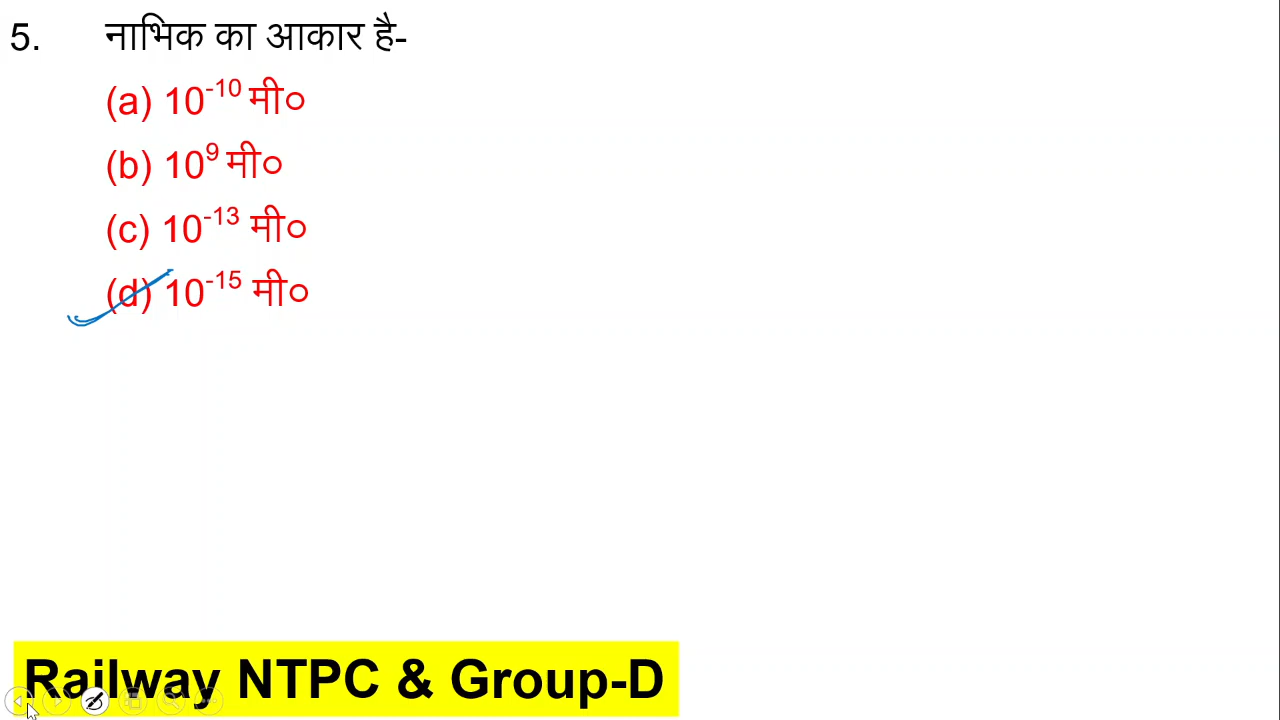 5. नाभिक का आकार है-
(a) 10⁻¹⁰ मी०
(b) 10⁹ मी०
(c) 10⁻¹³ मी०
(d) 10⁻¹⁵ मी०
Railway NTPC & Group-D